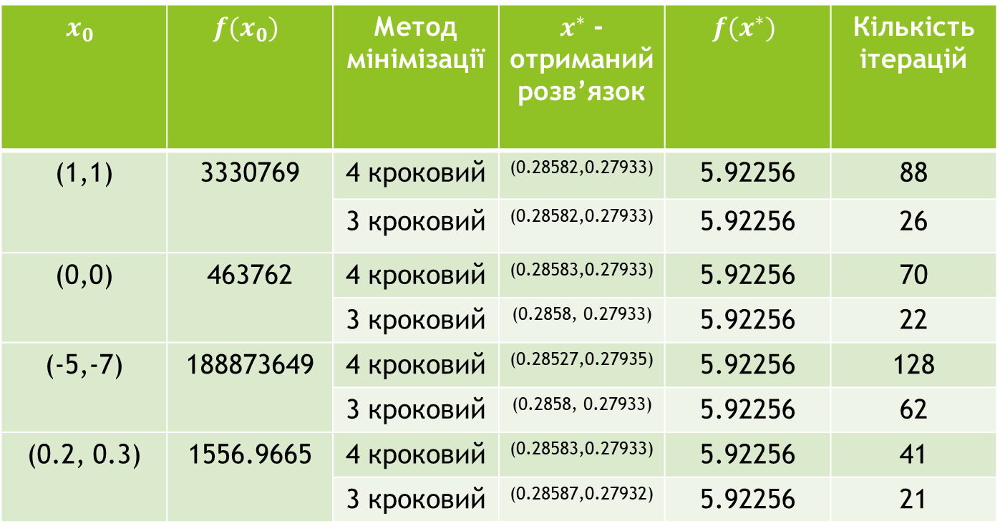 x₀ f(x₀) Метод мінімізації x* - отриманий розв’язок f(x*) Кількість ітерацій
(1,1) 3330769 4 кроковий (0.28582,0.27933) 5.92256 88
3 кроковий (0.28582,0.27933) 5.92256 26
(0,0) 463762 4 кроковий (0.28583,0.27933) 5.92256 70
3 кроковий (0.2858, 0.27933) 5.92256 22
(-5,-7) 188873649 4 кроковий (0.28527,0.27935) 5.92256 128
3 кроковий (0.2858, 0.27933) 5.92256 62
(0.2, 0.3) 1556.9665 4 кроковий (0.28583,0.27933) 5.92256 41
3 кроковий (0.28587,0.27932) 5.92256 21